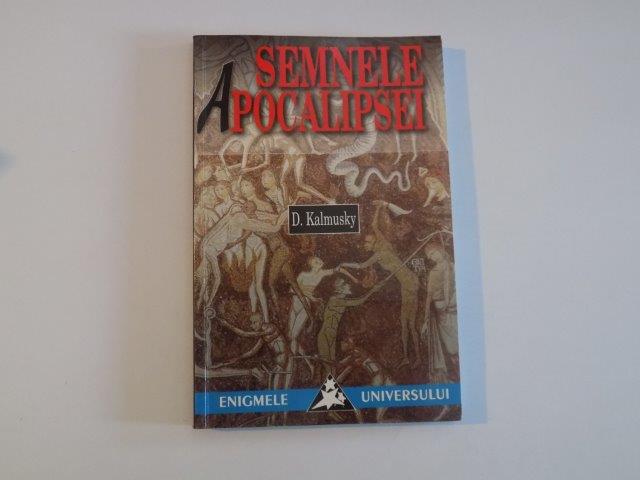 SEMNELE
APOCALIPSEI
D. Kalmusky
ENIGMELE UNIVERSULUI